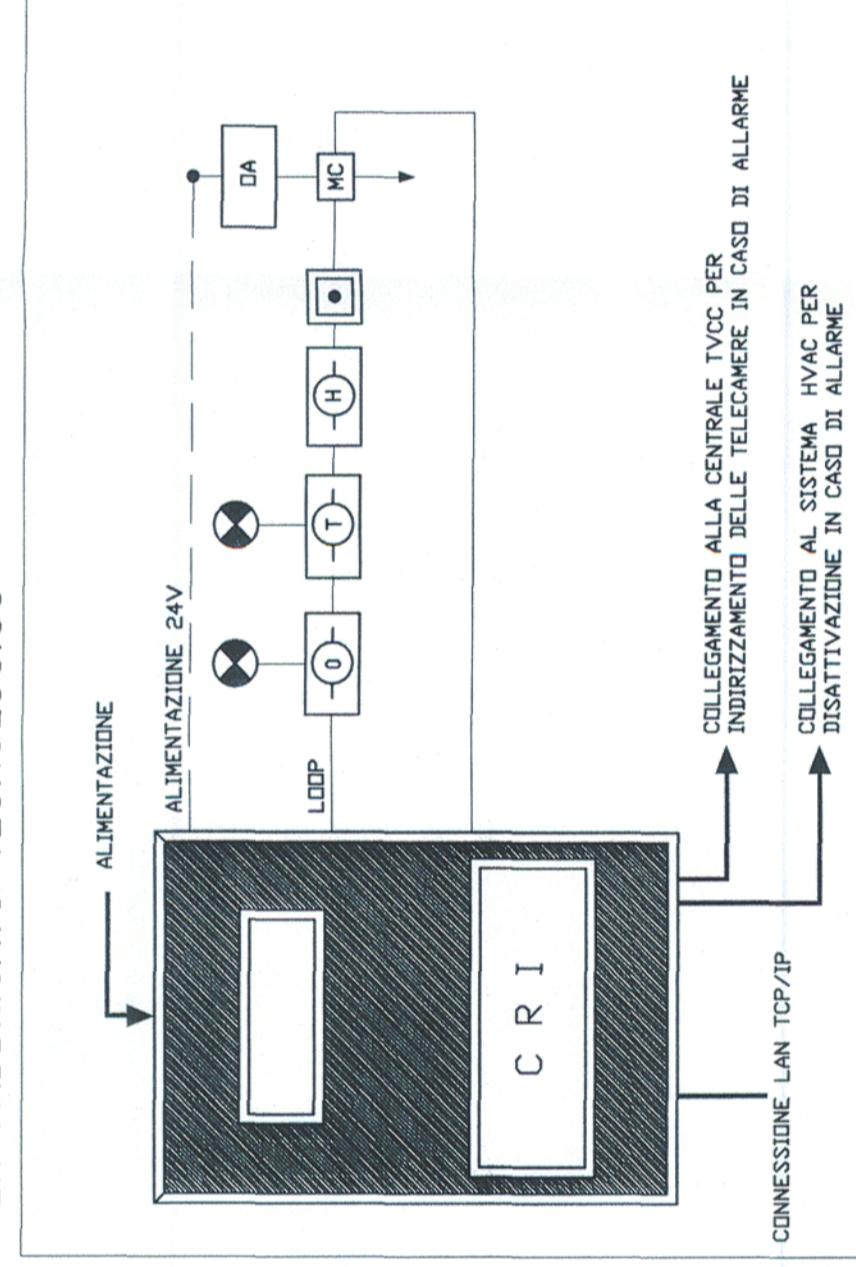 ALIMENTAZIONE
ALIMENTAZIONE 24V
LOOP
O
T
H
DA
MC
CRI
COLLEGAMENTO ALLA CENTRALE TVCC PER
INDIRIZZAMENTO DELLE TELECAMERE IN CASO DI ALLARME
COLLEGAMENTO AL SISTEMA HVAC PER
DISATTIVAZIONE IN CASO DI ALLARME
CONNESSIONE LAN TCP/IP